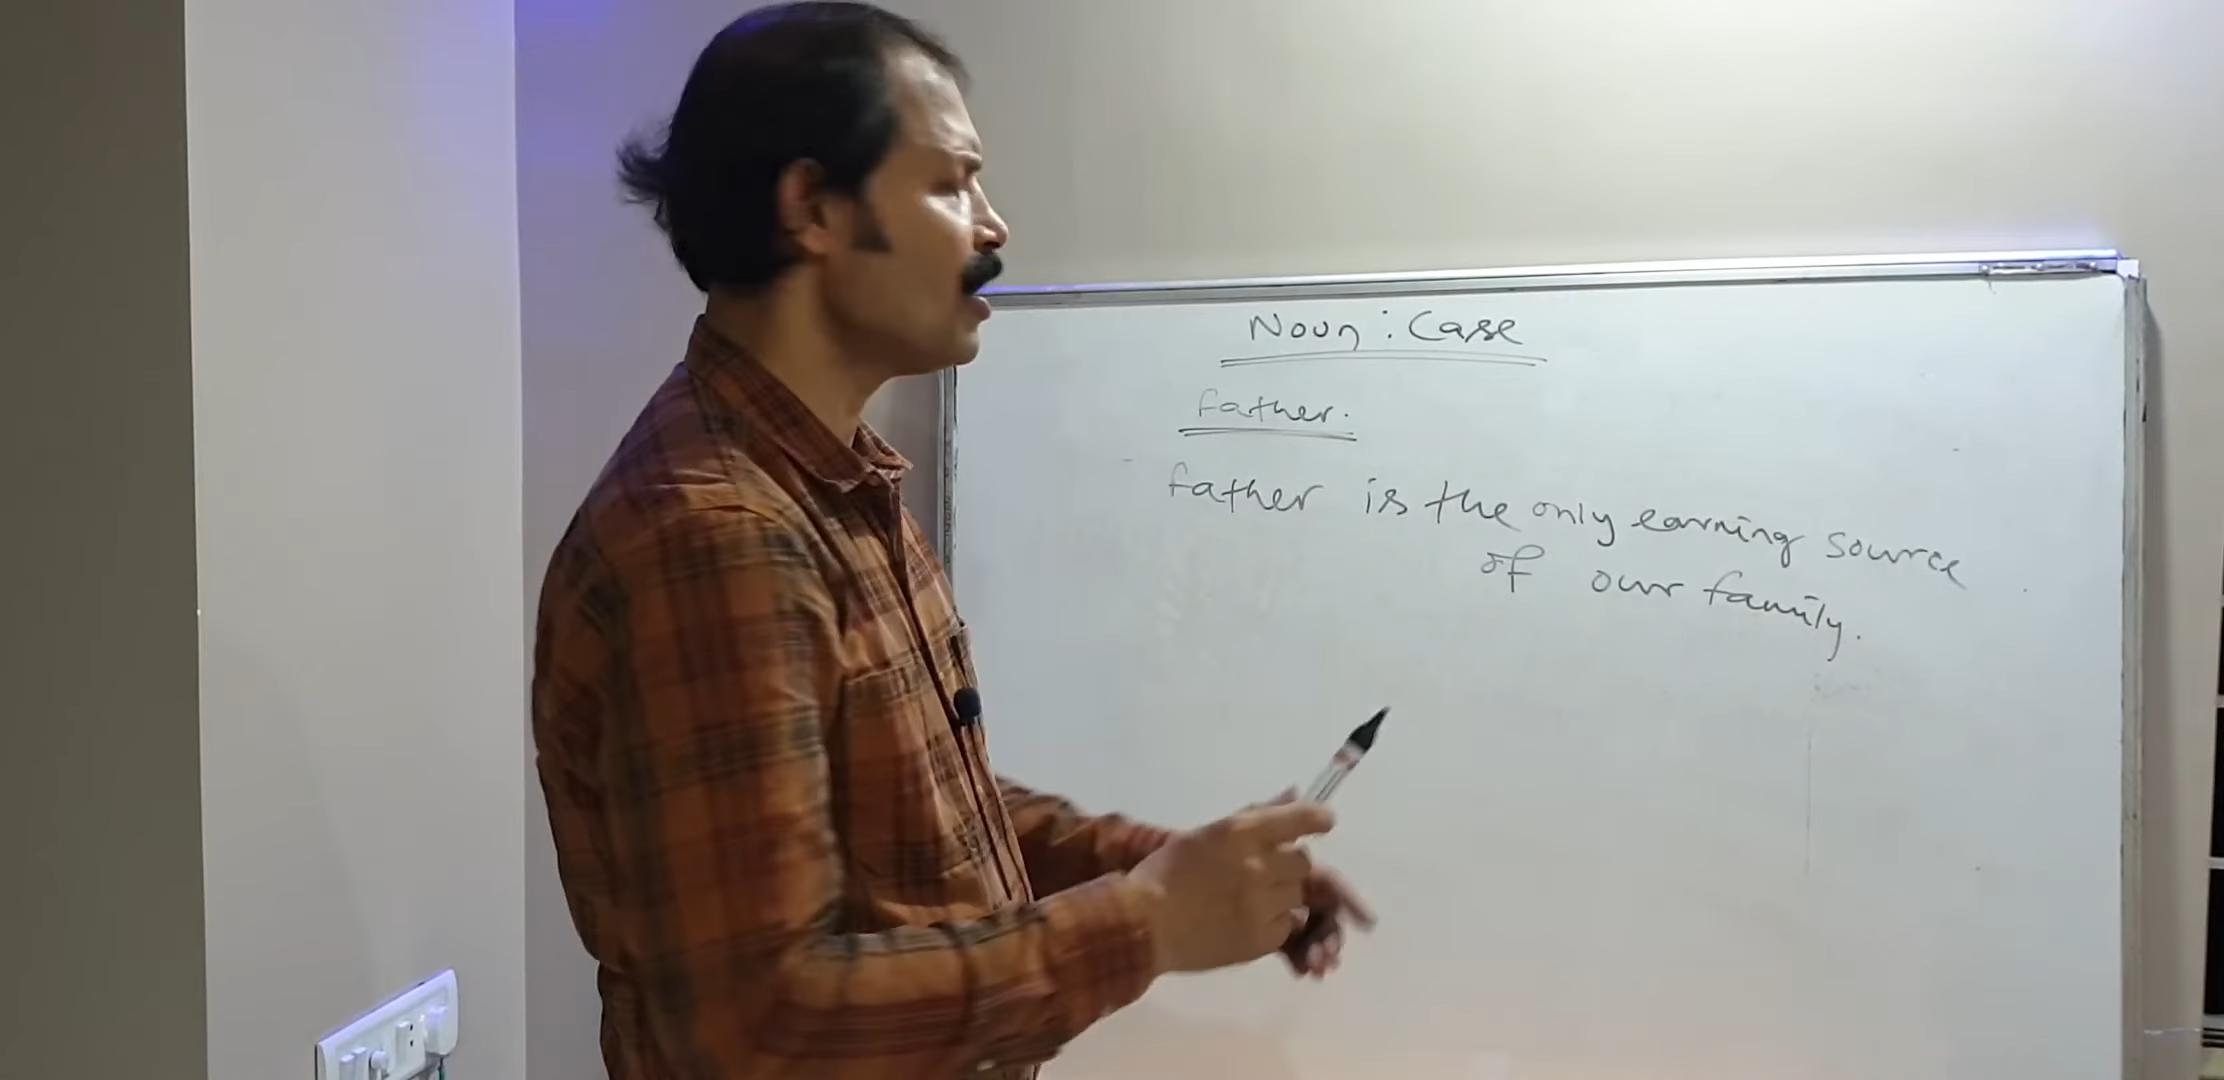 Noun : Case
Father.
Father is the only earning source
of our family.